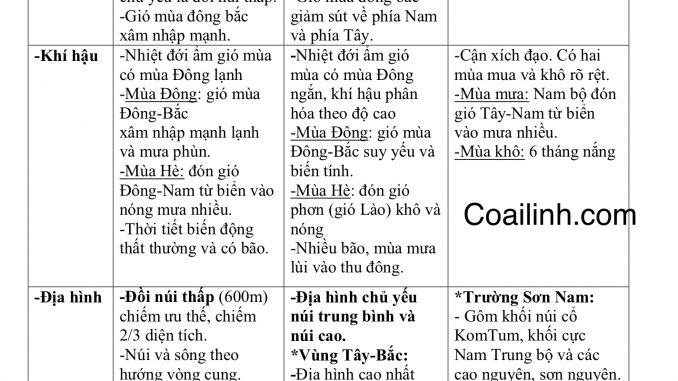 -Gió mùa đông bắc
xâm nhập mạnh.
giảm sút về phía Nam
và phía Tây.
-Khí hậu
-Nhiệt đới ẩm gió mùa
có mùa Đông lạnh
-Mùa Đông: gió mùa
Đông-Bắc
xâm nhập mạnh lạnh
và mưa phùn.
-Mùa Hè: đón gió
Đông-Nam từ biển vào
nóng mưa nhiều.
-Thời tiết biến động
thất thường và có bão.
-Nhiệt đới ẩm gió
mùa có mùa Đông
ngắn, khí hậu phân
hóa theo độ cao
-Mùa Động: gió mùa
Đông-Bắc suy yếu và
biến tính.
-Mùa Hè: đón gió
phơn (gió Lào) khô và
nóng
-Nhiều bão, mùa mưa
lùi vào thu đông.
-Cận xích đạo. Có hai
mùa mua và khô rõ rệt.
-Mùa mưa: Nam bộ đón
gió Tây-Nam từ biển
vào mưa nhiều.
-Mùa khô: 6 tháng nắng
Coailinh.com
-Địa hình
-Đồi núi thấp (600m)
chiếm ưu thế, chiếm
2/3 diện tích.
-Núi và sông theo
hướng vòng cung.
-Địa hình chủ yếu
núi trung bình và
núi cao.
*Vùng Tây-Bắc:
-Địa hình cao nhất
*Trường Sơn Nam:
- Gôm khối núi cổ
KomTum, khối cực
Nam Trung bộ và các
cao nguyên, sơn nguyên.